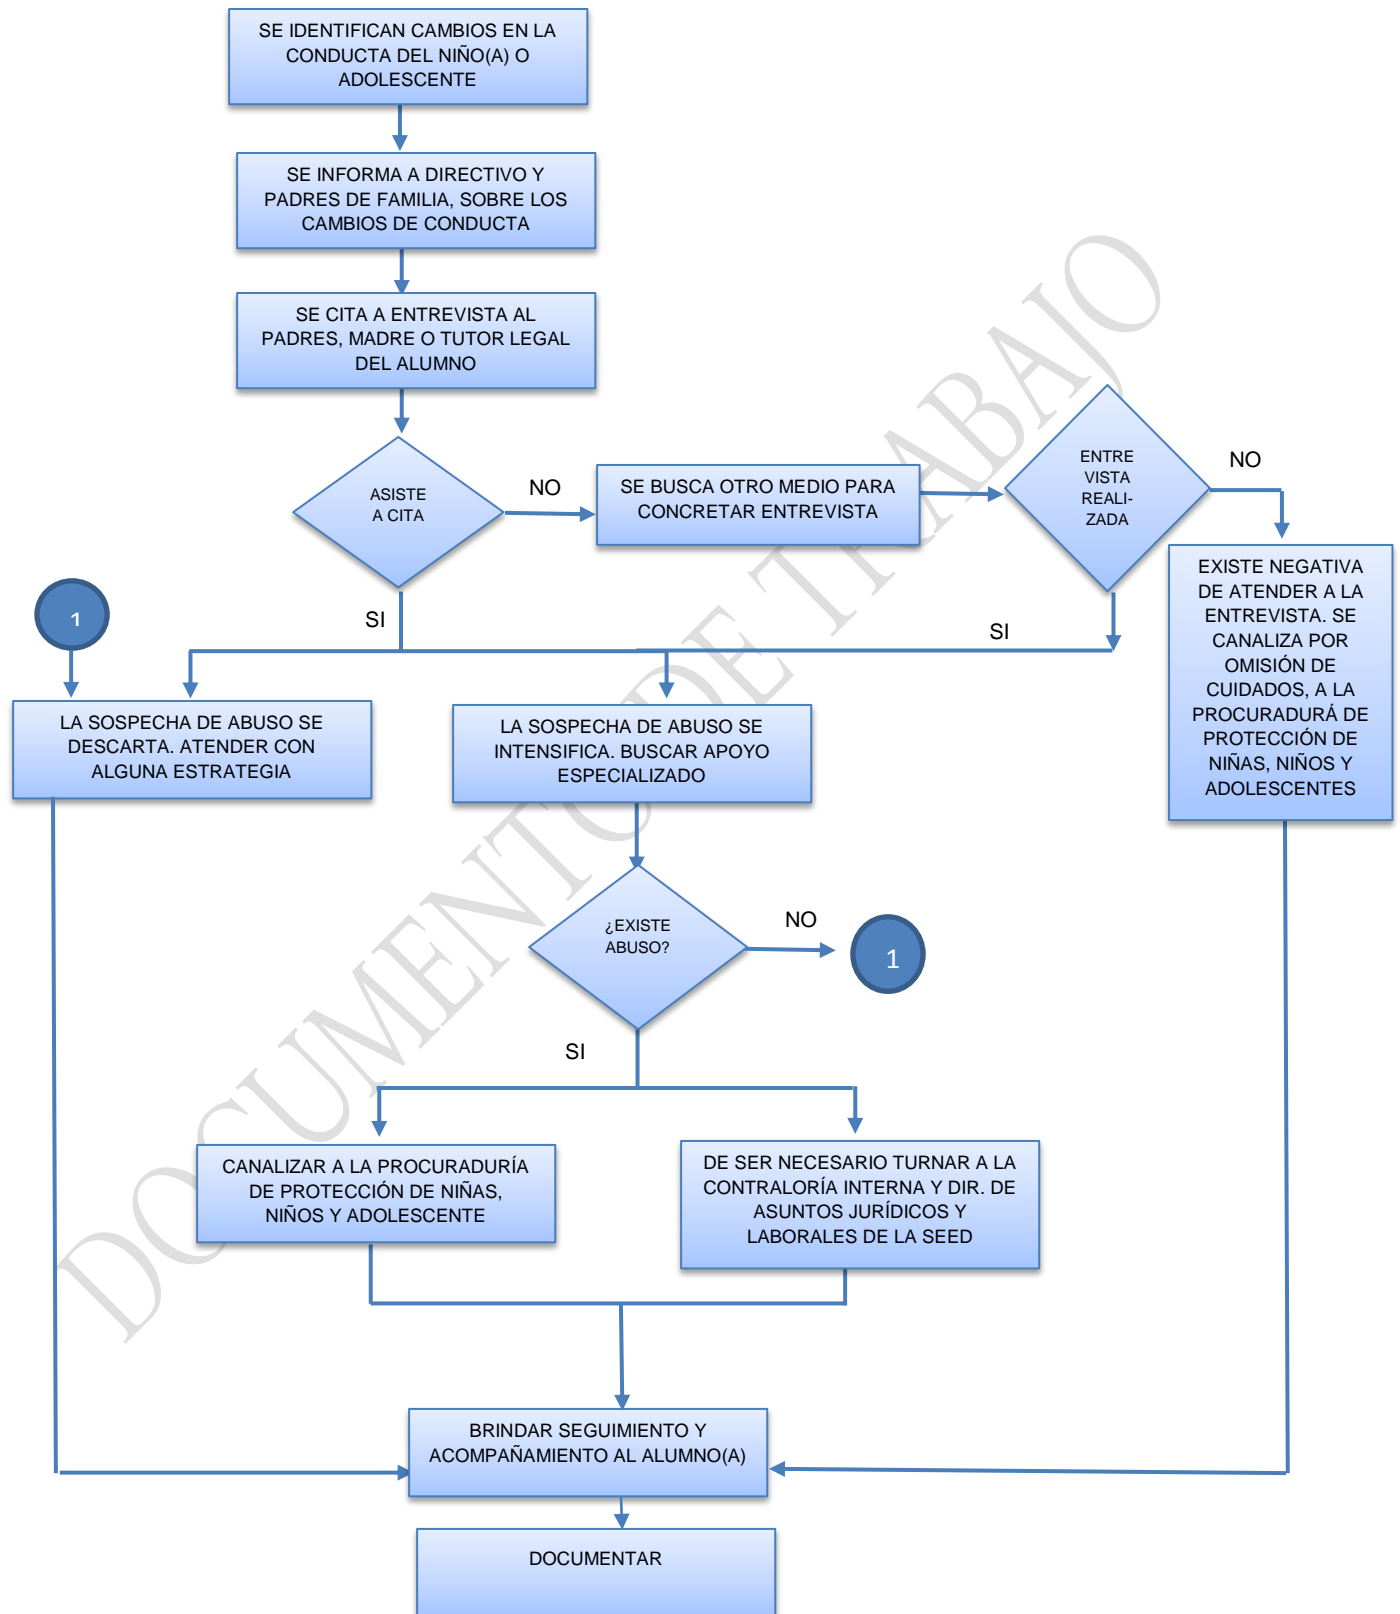 SE IDENTIFICAN CAMBIOS EN LA
CONDUCTA DEL NIÑO(A) O
ADOLESCENTE
SE INFORMA A DIRECTIVO Y
PADRES DE FAMILIA, SOBRE LOS
CAMBIOS DE CONDUCTA
SE CITA A ENTREVISTA AL
PADRES, MADRE O TUTOR LEGAL
DEL ALUMNO
ASISTE
A CITA
NO
SE BUSCA OTRO MEDIO PARA
CONCRETAR ENTREVISTA
ENTRE
VISTA
REALI-
ZADA
NO
EXISTE NEGATIVA
DE ATENDER A LA
ENTREVISTA. SE
CANALIZA POR
OMISIÓN DE
CUIDADOS, A LA
PROCURADURÁ DE
PROTECCIÓN DE
NIÑAS, NIÑOS Y
ADOLESCENTES
1
SI
SI
LA SOSPECHA DE ABUSO SE
DESCARTA. ATENDER CON
ALGUNA ESTRATEGIA
LA SOSPECHA DE ABUSO SE
INTENSIFICA. BUSCAR APOYO
ESPECIALIZADO
¿EXISTE
ABUSO?
NO
1
SI
CANALIZAR A LA PROCURADURÍA
DE PROTECCIÓN DE NIÑAS,
NIÑOS Y ADOLESCENTE
DE SER NECESARIO TURNAR A LA
CONTRALORÍA INTERNA Y DIR. DE
ASUNTOS JURÍDICOS Y
LABORALES DE LA SEED
BRINDAR SEGUIMIENTO Y
ACOMPAÑAMIENTO AL ALUMNO(A)
DOCUMENTAR
DOCUMENTO DE TRABAJO